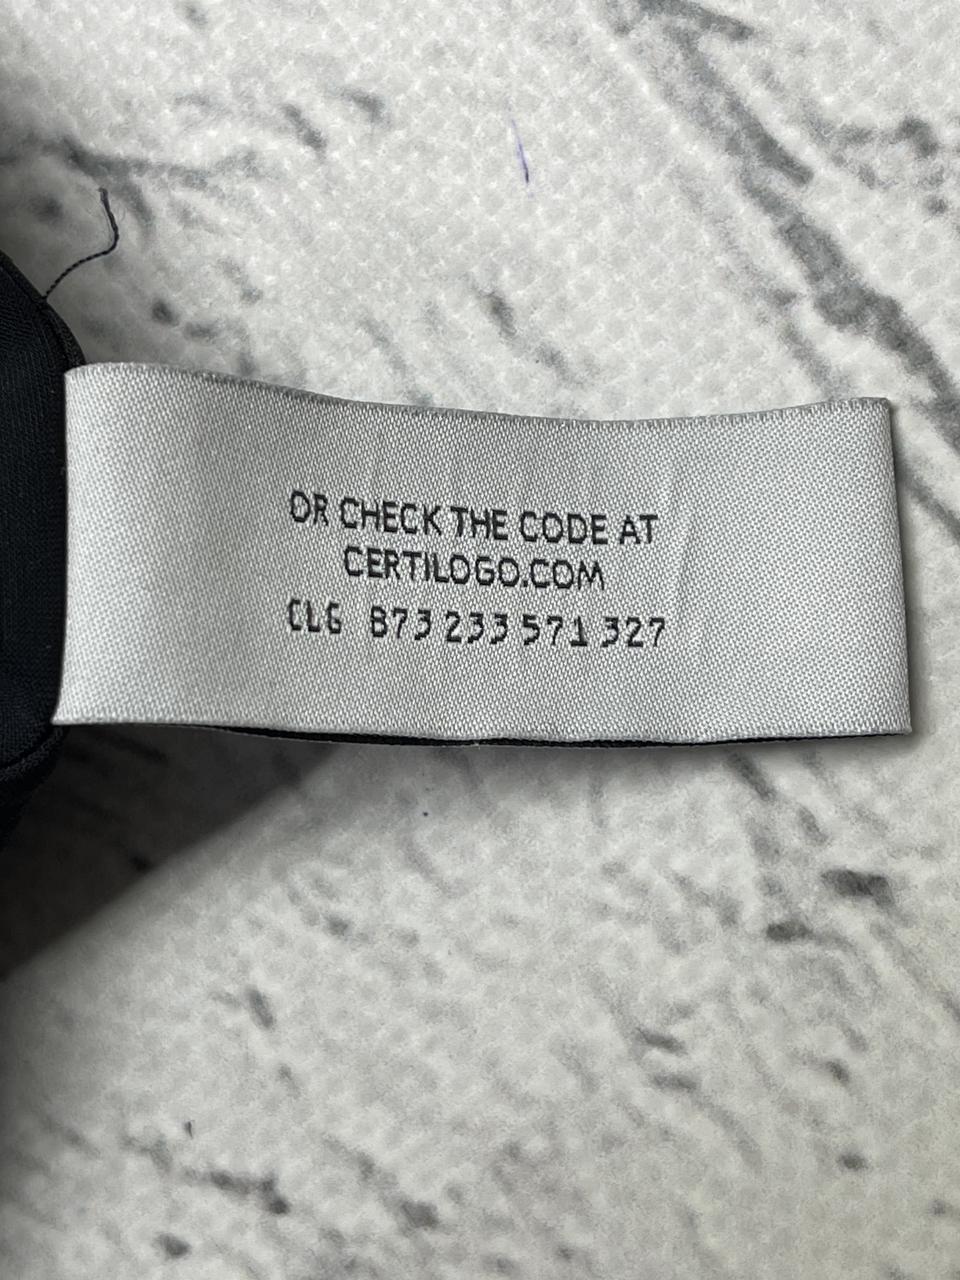 OR CHECK THE CODE AT
CERTILOGO.COM
CLG 873 233 571 327